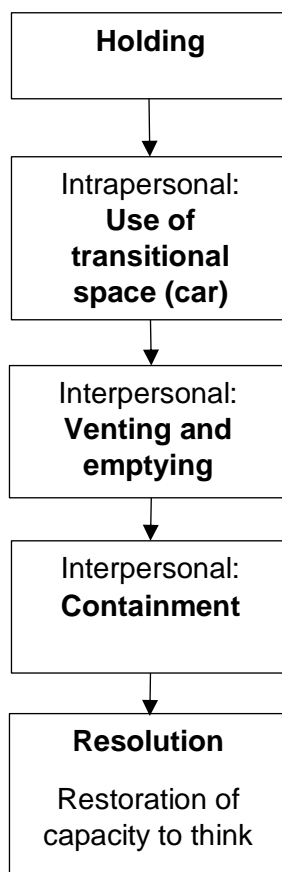 Holding
Intrapersonal:
Use of
transitional
space (car)
Interpersonal:
Venting and
emptying
Interpersonal:
Containment
Resolution
Restoration of
capacity to think